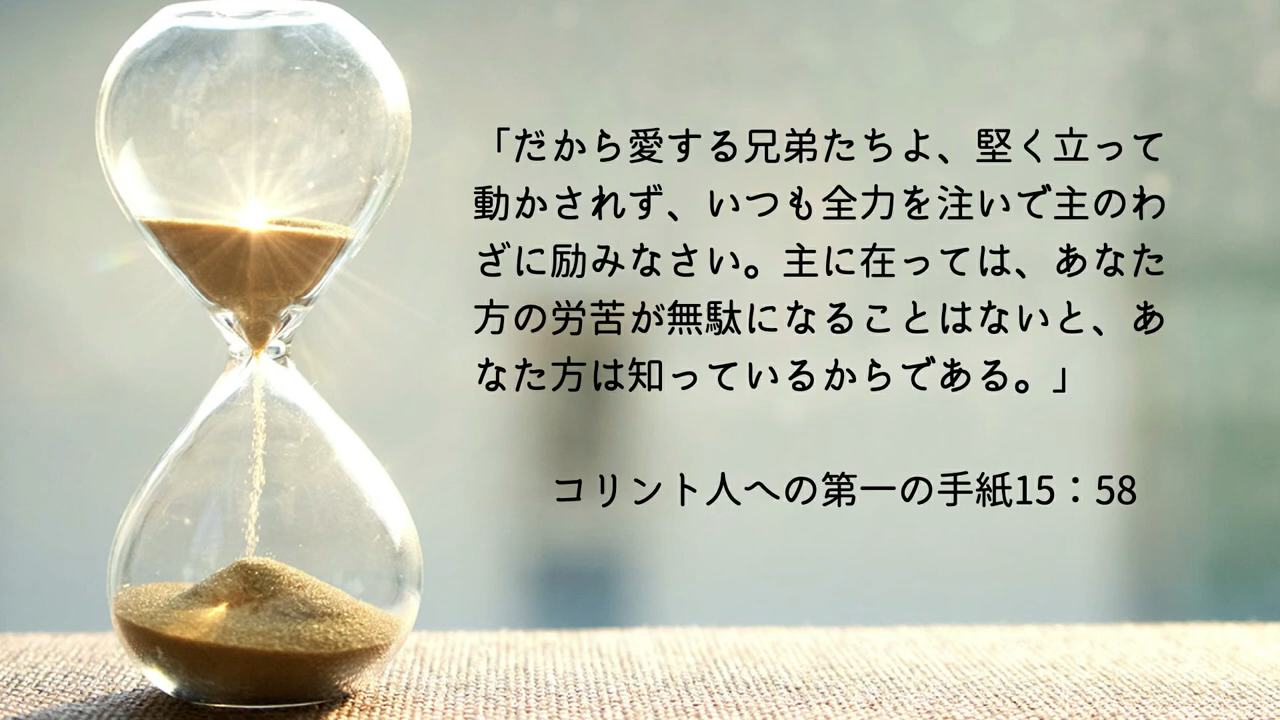 「だから愛する兄弟たちよ、堅く立って
動かされず、いつも全力を注いで主のわ
ざに励みなさい。主に在っては、あなた
方の労苦が無駄になることはないと、あ
なた方は知っているからである。」
コリント人への第一の手紙15：58